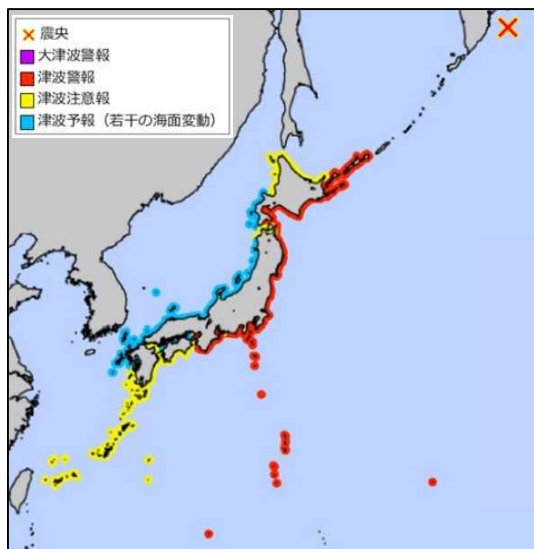 震央
大津波警報
津波警報
津波注意報
津波予報（若干の海面変動）